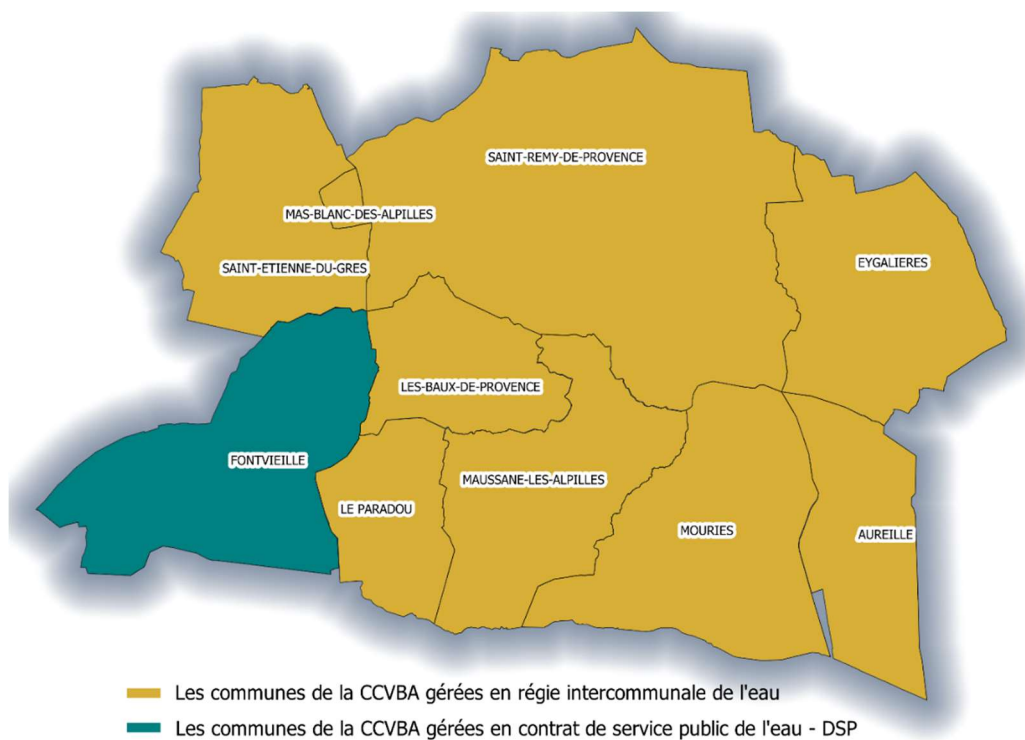 SAINT-REMY-DE-PROVENCE
MAS-BLANC-DES-ALPILLES
EYGALIERES
SAINT-ETIENNE-DU-GRES
LES-BAUX-DE-PROVENCE
FONTVIEILLE
MAUSSANE-LES-ALPILLES
LE PARADOU
MOURIES
AUREILLE
Les communes de la CCVBA gérées en régie intercommunale de l'eau
Les communes de la CCVBA gérées en contrat de service public de l'eau - DSP